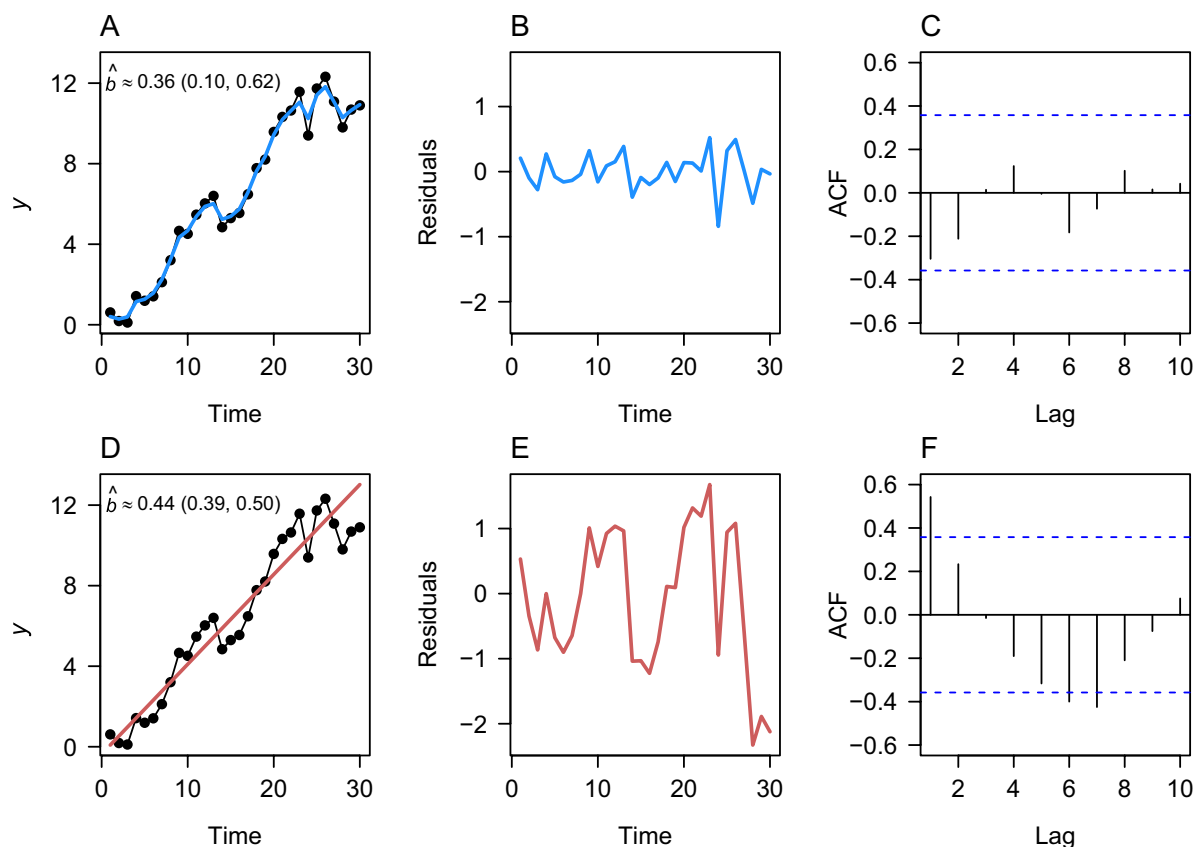 A
b̂ ≈ 0.36 (0.10, 0.62)
y
12
8
4
0
0 10 20 30
Time
B
Residuals
1
0
−1
−2
0 10 20 30
Time
C
ACF
0.6
0.4
0.2
0.0
−0.2
−0.4
−0.6
2 4 6 8 10
Lag
D
b̂ ≈ 0.44 (0.39, 0.50)
y
12
8
4
0
0 10 20 30
Time
E
Residuals
1
0
−1
−2
0 10 20 30
Time
F
ACF
0.6
0.4
0.2
0.0
−0.2
−0.4
−0.6
2 4 6 8 10
Lag